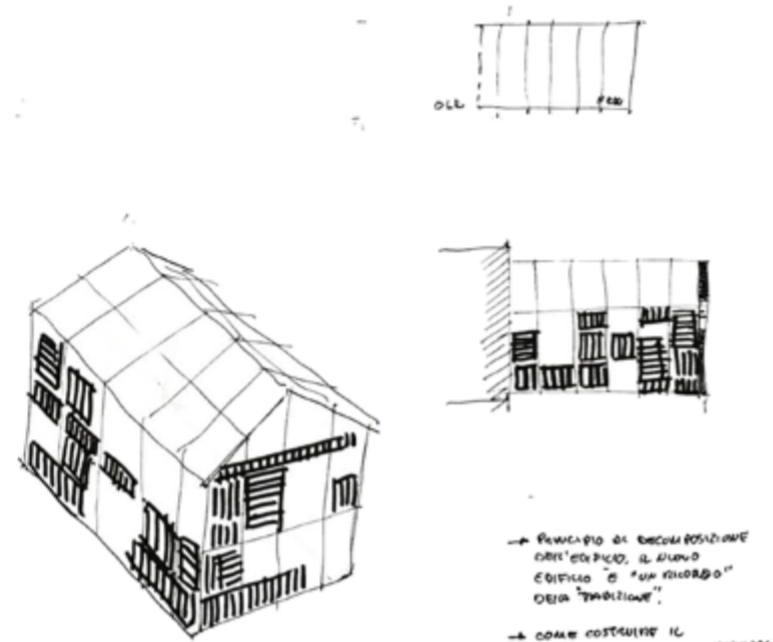 → PRINCIPIO DI DECOMPOSIZIONE
DELL'EDIFICIO, IL NUOVO
EDIFICIO È "UN RICORDO"
DELLA "TRADIZIONE".
→ COME COSTRUIRE IL